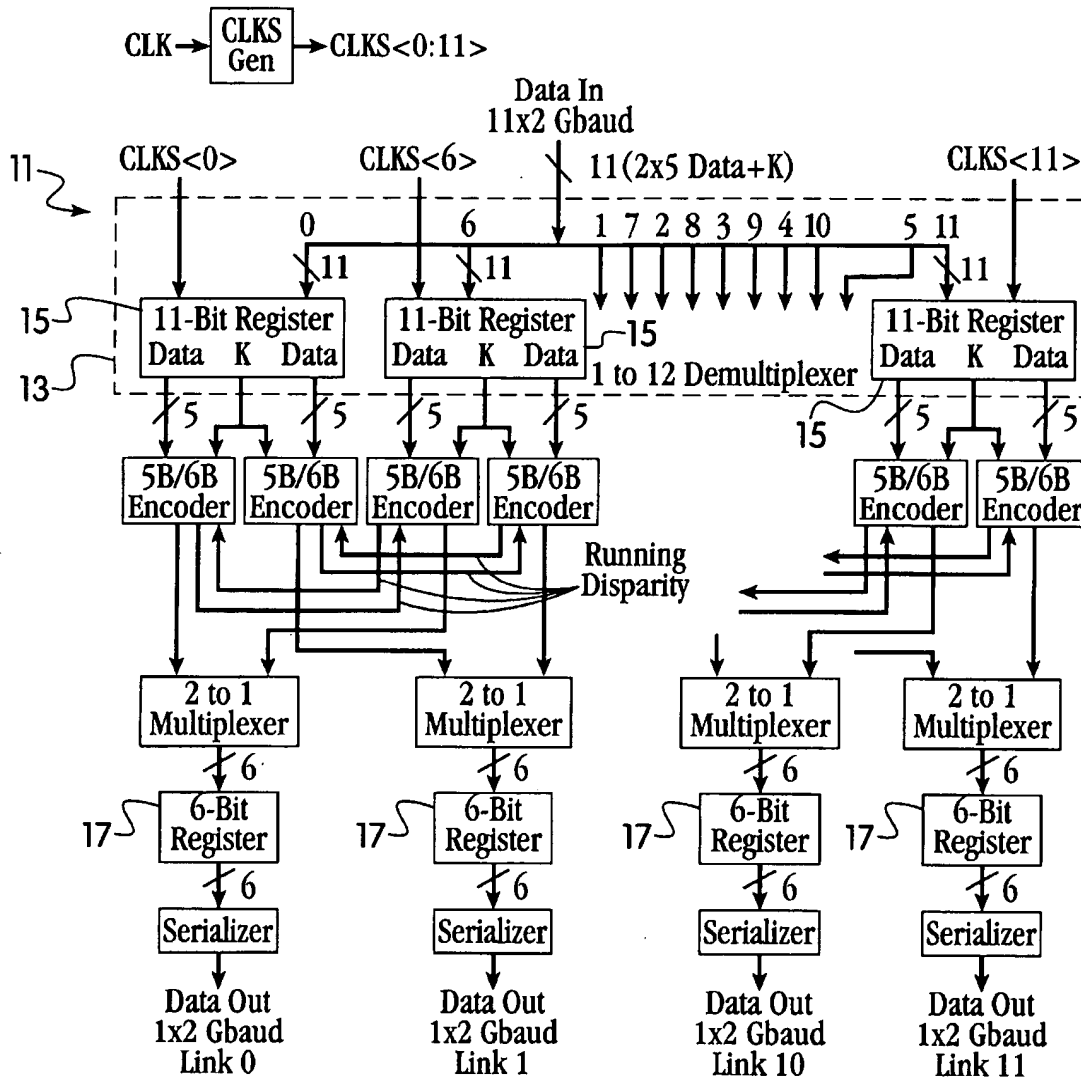 CLK
CLKS
Gen
CLKS<0:11>
Data In
11x2 Gbaud
11
CLKS<0>
CLKS<6>
11(2x5 Data+K)
CLKS<11>
0 6 1 7 2 8 3 9 4 10 5 11
11 11 11
15
11-Bit Register
Data K Data
11-Bit Register
Data K Data
15
11-Bit Register
Data K Data
13
1 to 12 Demultiplexer
15
5 5 5 5 5 5
5B/6B
Encoder
5B/6B
Encoder
5B/6B
Encoder
5B/6B
Encoder
5B/6B
Encoder
5B/6B
Encoder
Running
Disparity
2 to 1
Multiplexer
2 to 1
Multiplexer
2 to 1
Multiplexer
2 to 1
Multiplexer
6 6 6 6
17
6-Bit
Register
17
6-Bit
Register
17
6-Bit
Register
17
6-Bit
Register
6 6 6 6
Serializer
Serializer
Serializer
Serializer
Data Out
1x2 Gbaud
Link 0
Data Out
1x2 Gbaud
Link 1
Data Out
1x2 Gbaud
Link 10
Data Out
1x2 Gbaud
Link 11